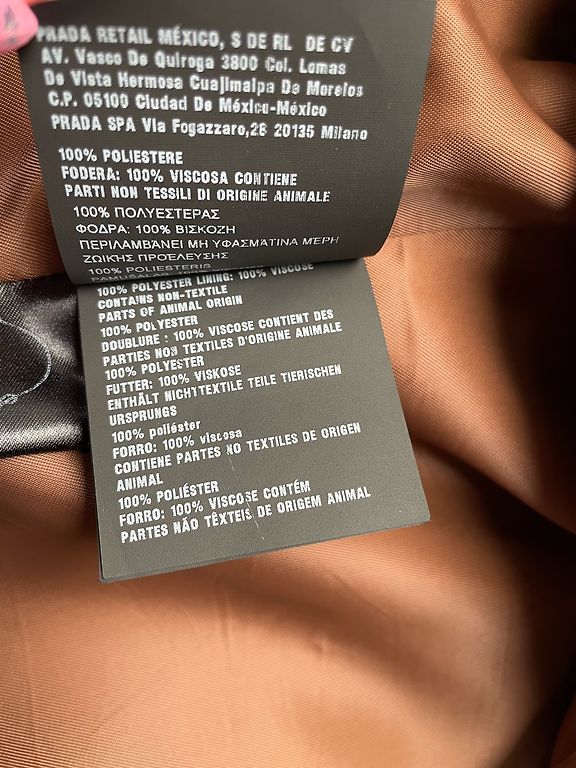 PRADA RETAIL MÉXICO, S DE RL DE CV
AV. Vasco De Quiroga 3800 Col. Lomas
De Vista Hermosa Cuajimalpa De Morelos
C.P. 05100 Ciudad De México-México
PRADA SPA Via Fogazzaro,28 20135 Milano
100% POLIESTERE
FODERA: 100% VISCOSA CONTIENE
PARTI NON TESSILI DI ORIGINE ANIMALE
100% ΠΟΛΥΕΣΤΕΡΑΣ
ΦΟΔΡΑ: 100% ΒΙΣΚΟΖΗ
ΠΕΡΙΛΑΜΒΑΝΕΙ ΜΗ ΥΦΑΣΜΑΤΙΝΑ ΜΕΡΗ
ΖΩΙΚΗΣ ΠΡΟΕΛΕΥΣΗΣ
100% POLIESTERIS
100% POLYESTER LINING: 100% VISCOSE
CONTAINS NON-TEXTILE
PARTS OF ANIMAL ORIGIN
100% POLYESTER
DOUBLURE : 100% VISCOSE CONTIENT DES
PARTIES NON TEXTILES D'ORIGINE ANIMALE
100% POLYESTER
FUTTER: 100% VISKOSE
ENTHÄLT NICHTTEXTILE TEILE TIERISCHEN
URSPRUNGS
100% poliéster
FORRO: 100% viscosa
CONTIENE PARTES NO TEXTILES DE ORIGEN
ANIMAL
100% POLIÉSTER
FORRO: 100% VISCOSE CONTÉM
PARTES NÃO TÊXTEIS DE ORIGEM ANIMAL